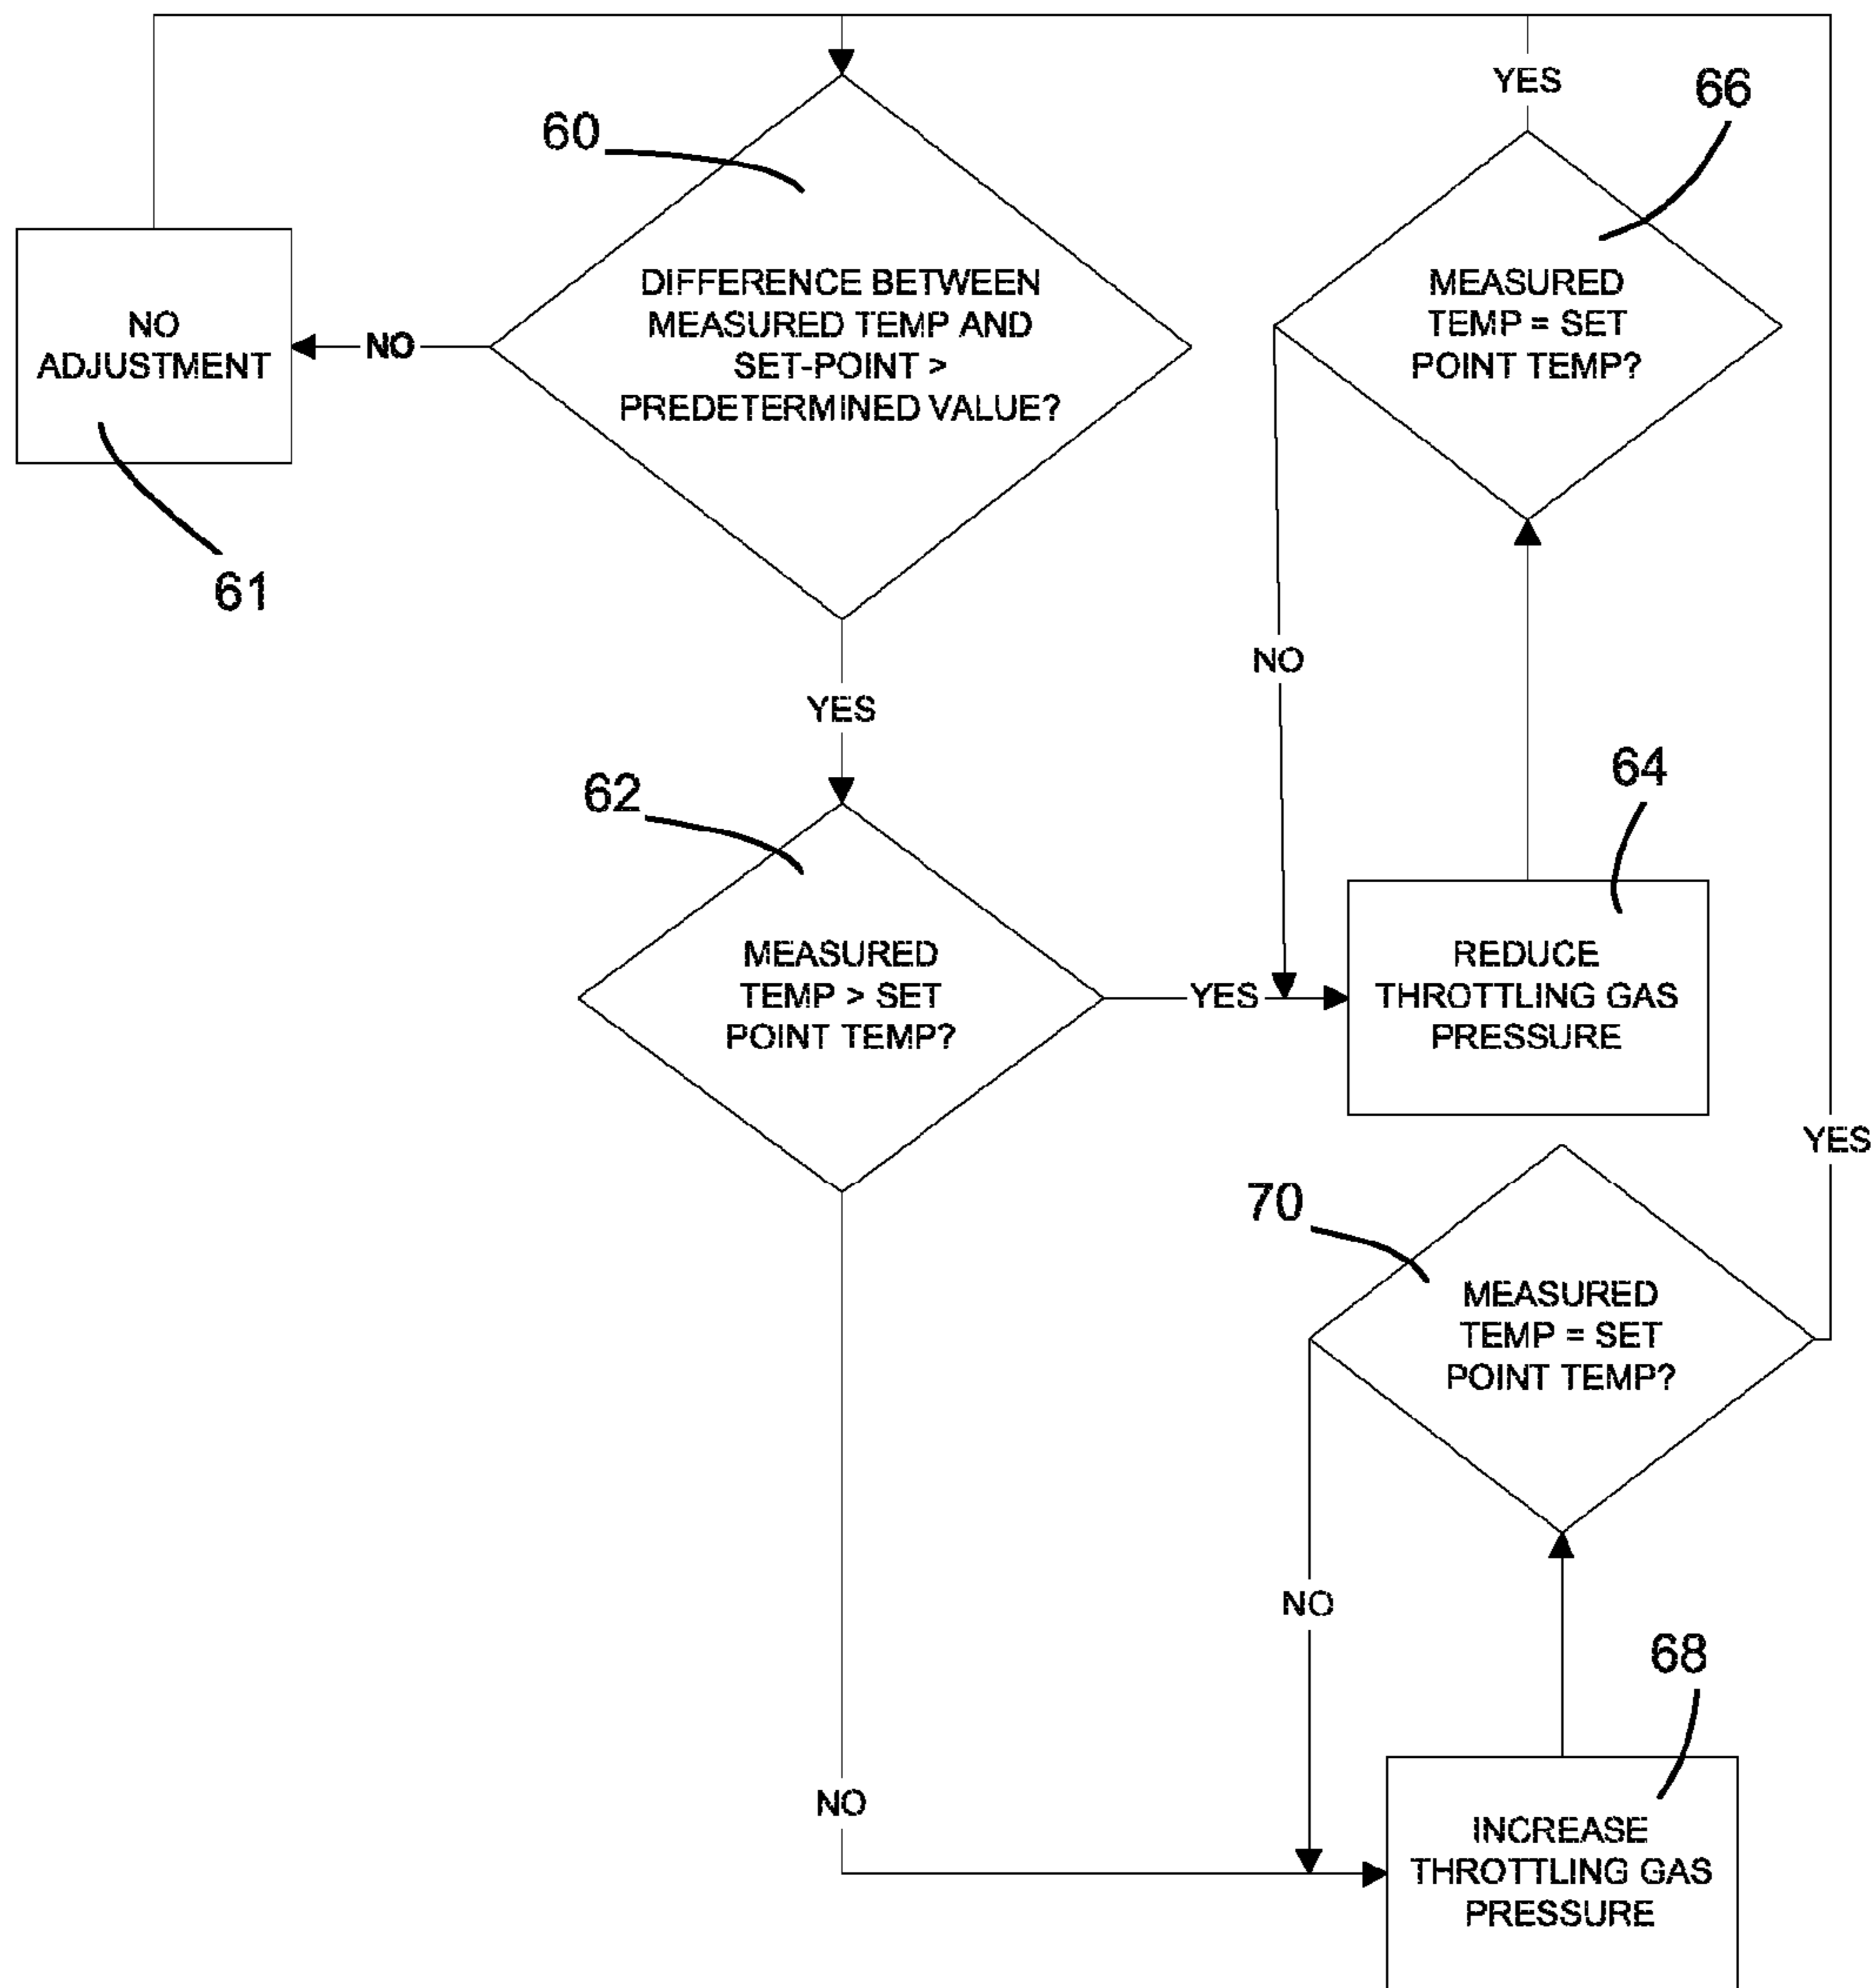 YES
66
60
DIFFERENCE BETWEEN
MEASURED TEMP AND
SET-POINT >
PREDETERMINED VALUE?
MEASURED
TEMP = SET
POINT TEMP?
NO
ADJUSTMENT
NO
61
NO
YES
62
64
MEASURED
TEMP > SET
POINT TEMP?
YES
REDUCE
THROTTLING GAS
PRESSURE
YES
70
MEASURED
TEMP = SET
POINT TEMP?
NO
68
NO
INCREASE
THROTTLING GAS
PRESSURE